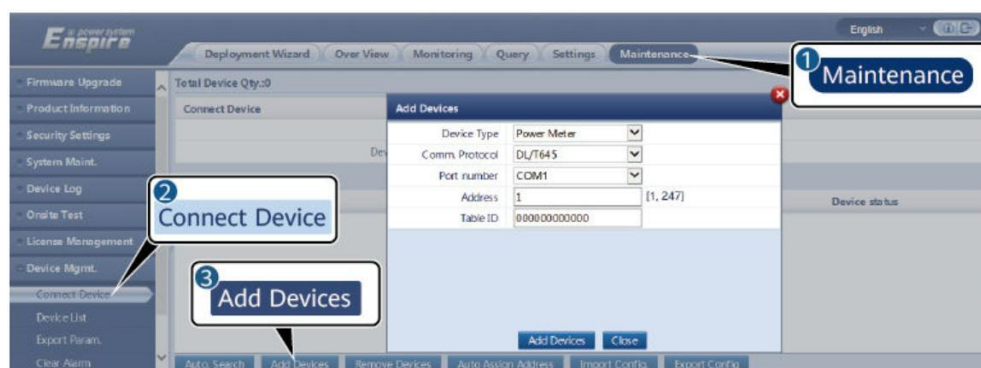 is power system
Enspire
English
Deployment Wizard
Over View
Monitoring
Query
Settings
Maintenance
1
Maintenance
Firmware Upgrade
Product Information
Security Settings
System Maint.
Device Log
Onsite Test
License Management
Device Mgmt.
Connect Device
Device List
Export Param.
Clear Alarm
Total Device Qty.:0
Connect Device
Dev
Device status
Add Devices
Device Type Power Meter
Comm. Protocol DL/T645
Port number COM1
Address 1 [1, 247]
Table ID 000000000000
Add Devices Close
2
Connect Device
3
Add Devices
Auto. Search Add Devices Remove Devices Auto Assign Address Import Config. Export Config.